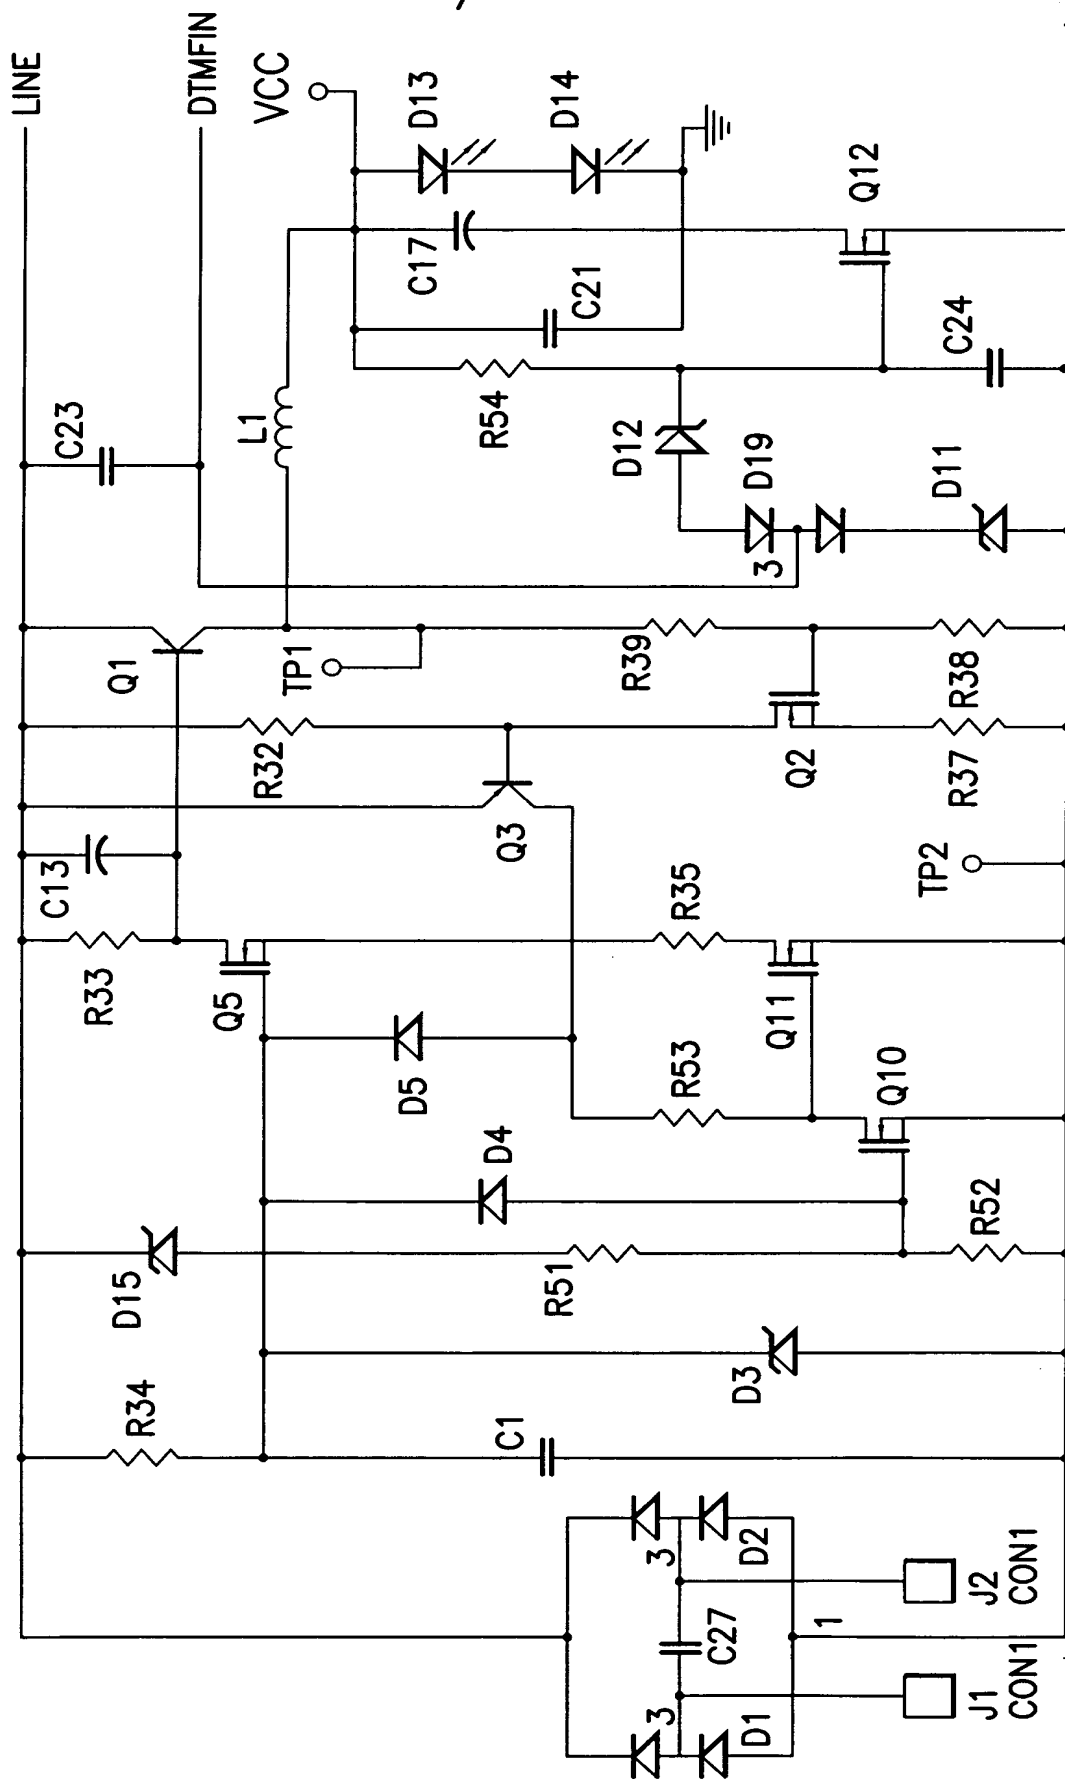 LINE
DTMFIN
VCC
D13
D14
Q12
C17
C21
C24
C23
L1
R54
D12
D19
3
D11
Q1
TP1
R39
R38
R32
Q2
R37
C13
Q3
TP2
R33
Q5
R35
Q11
D5
R53
Q10
D4
D15
R51
R52
R34
D3
C1
3
D2
J2
CON1
C27
1
3
D1
J1
CON1